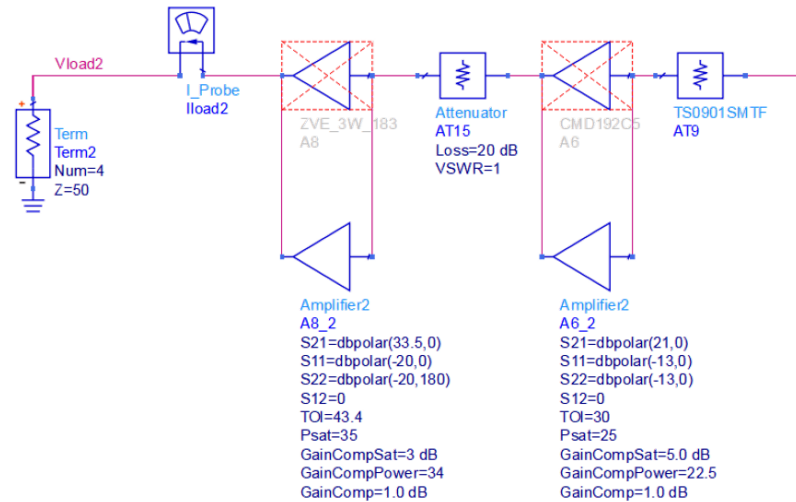 Vload2
I_Probe
Iload2
+
Term
Term2
Num=4
Z=50
-
ZVE_3W_183
A8
Attenuator
AT15
Loss=20 dB
VSWR=1
CMD192C5
A6
TS0901SMTF
AT9
Amplifier2
A8_2
S21=dbpolar(33.5,0)
S11=dbpolar(-20,0)
S22=dbpolar(-20,180)
S12=0
TOI=43.4
Psat=35
GainCompSat=3 dB
GainCompPower=34
GainComp=1.0 dB
Amplifier2
A6_2
S21=dbpolar(21,0)
S11=dbpolar(-13,0)
S22=dbpolar(-13,0)
S12=0
TOI=30
Psat=25
GainCompSat=5.0 dB
GainCompPower=22.5
GainComp=1.0 dB